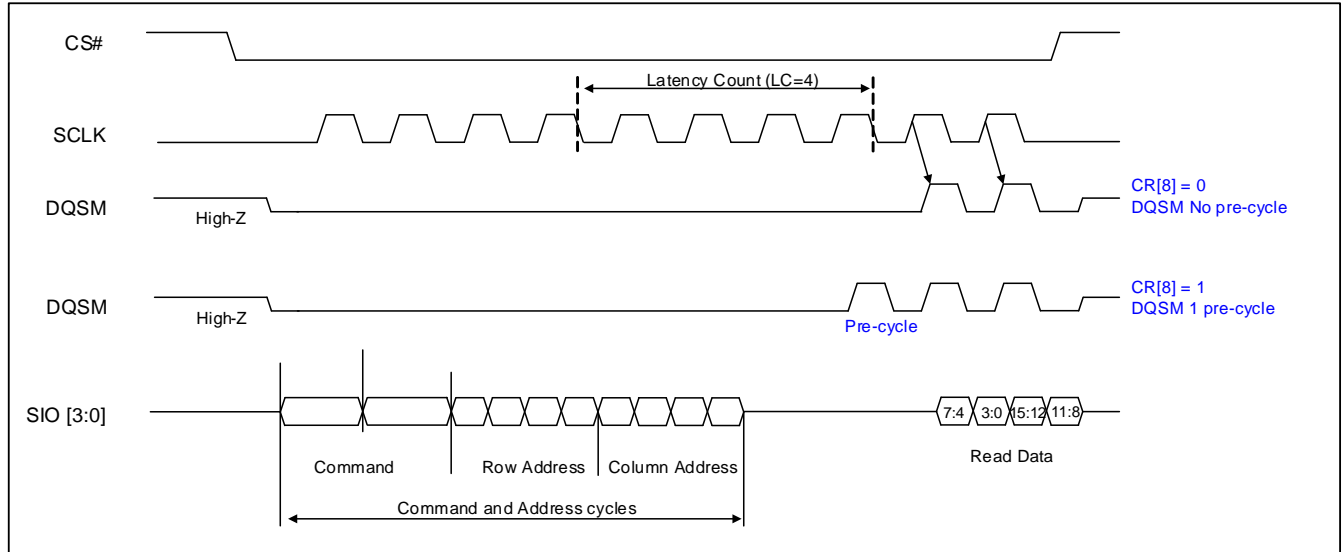 CS#
Latency Count (LC=4)
SCLK
CR[8] = 0
DQSM
DQSM No pre-cycle
High-Z
CR[8] = 1
DQSM
DQSM 1 pre-cycle
High-Z
Pre-cycle
SIO [3:0]
7:4 3:0 15:12 11:8
Command Row Address Column Address Read Data
Command and Address cycles